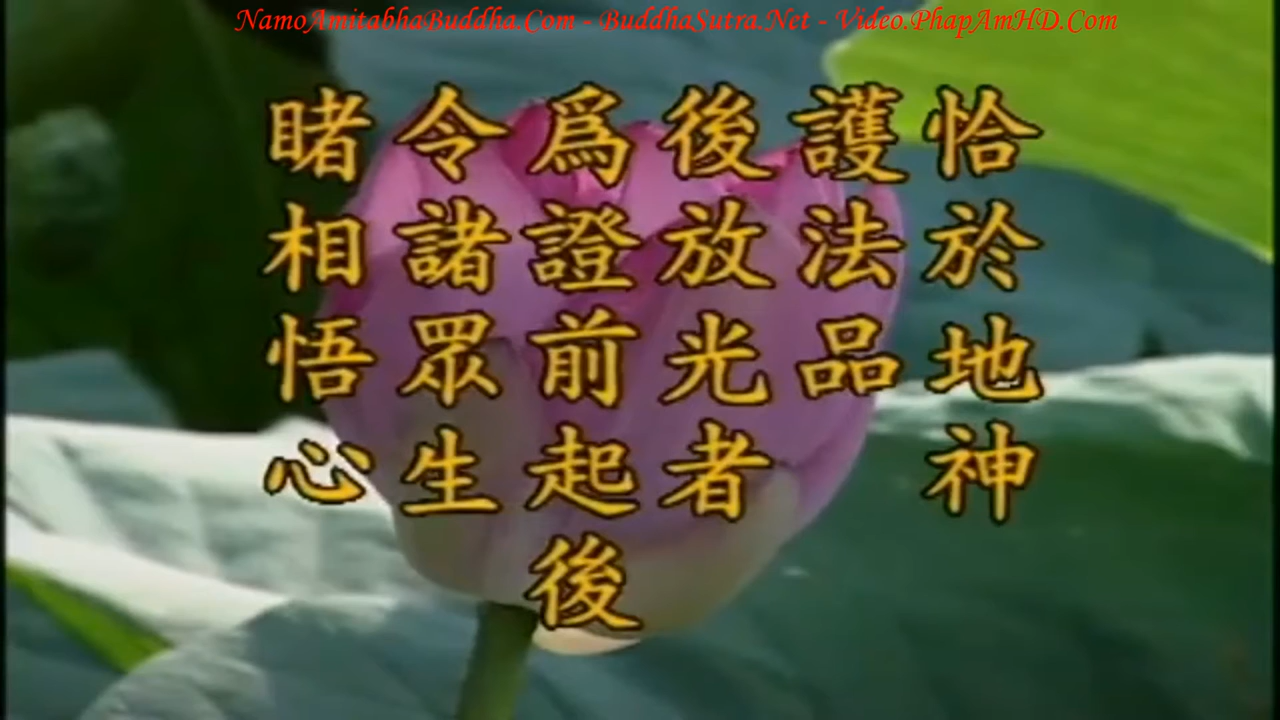 NamoAmitabhaBuddha.Com - BuddhaSutra.Net - Video.PhapAmHD.Com
恰於地神
護法品
後放光者
爲證前起後
令諸眾生
睹相悟心